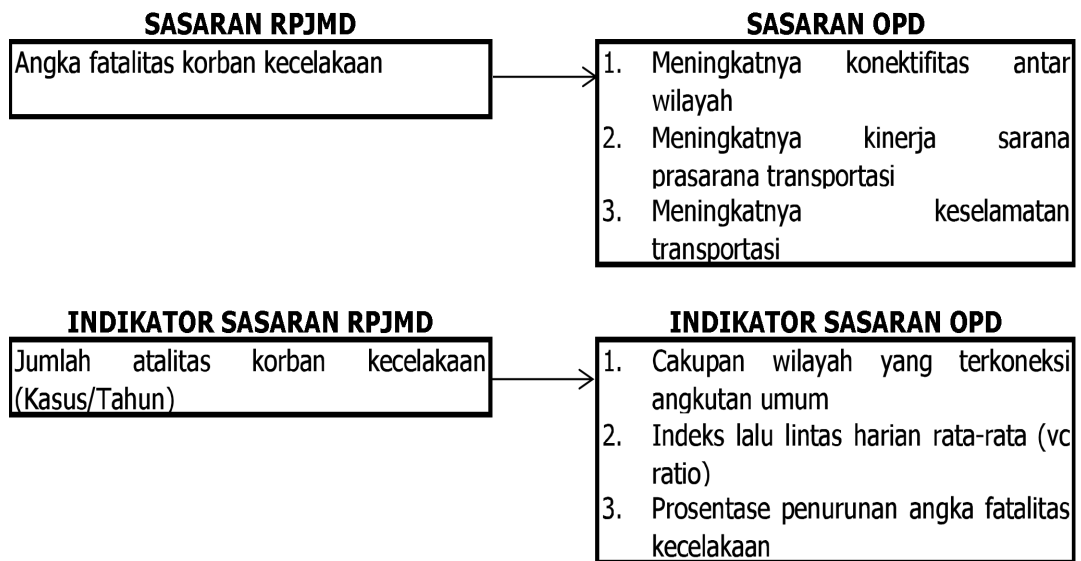 SASARAN RPJMD
Angka fatalitas korban kecelakaan
SASARAN OPD
1. Meningkatnya konektifitas antar
wilayah
2. Meningkatnya kinerja sarana
prasarana transportasi
3. Meningkatnya keselamatan
transportasi
INDIKATOR SASARAN RPJMD
Jumlah atalitas korban kecelakaan
(Kasus/Tahun)
INDIKATOR SASARAN OPD
1. Cakupan wilayah yang terkoneksi
angkutan umum
2. Indeks lalu lintas harian rata-rata (vc
ratio)
3. Prosentase penurunan angka fatalitas
kecelakaan